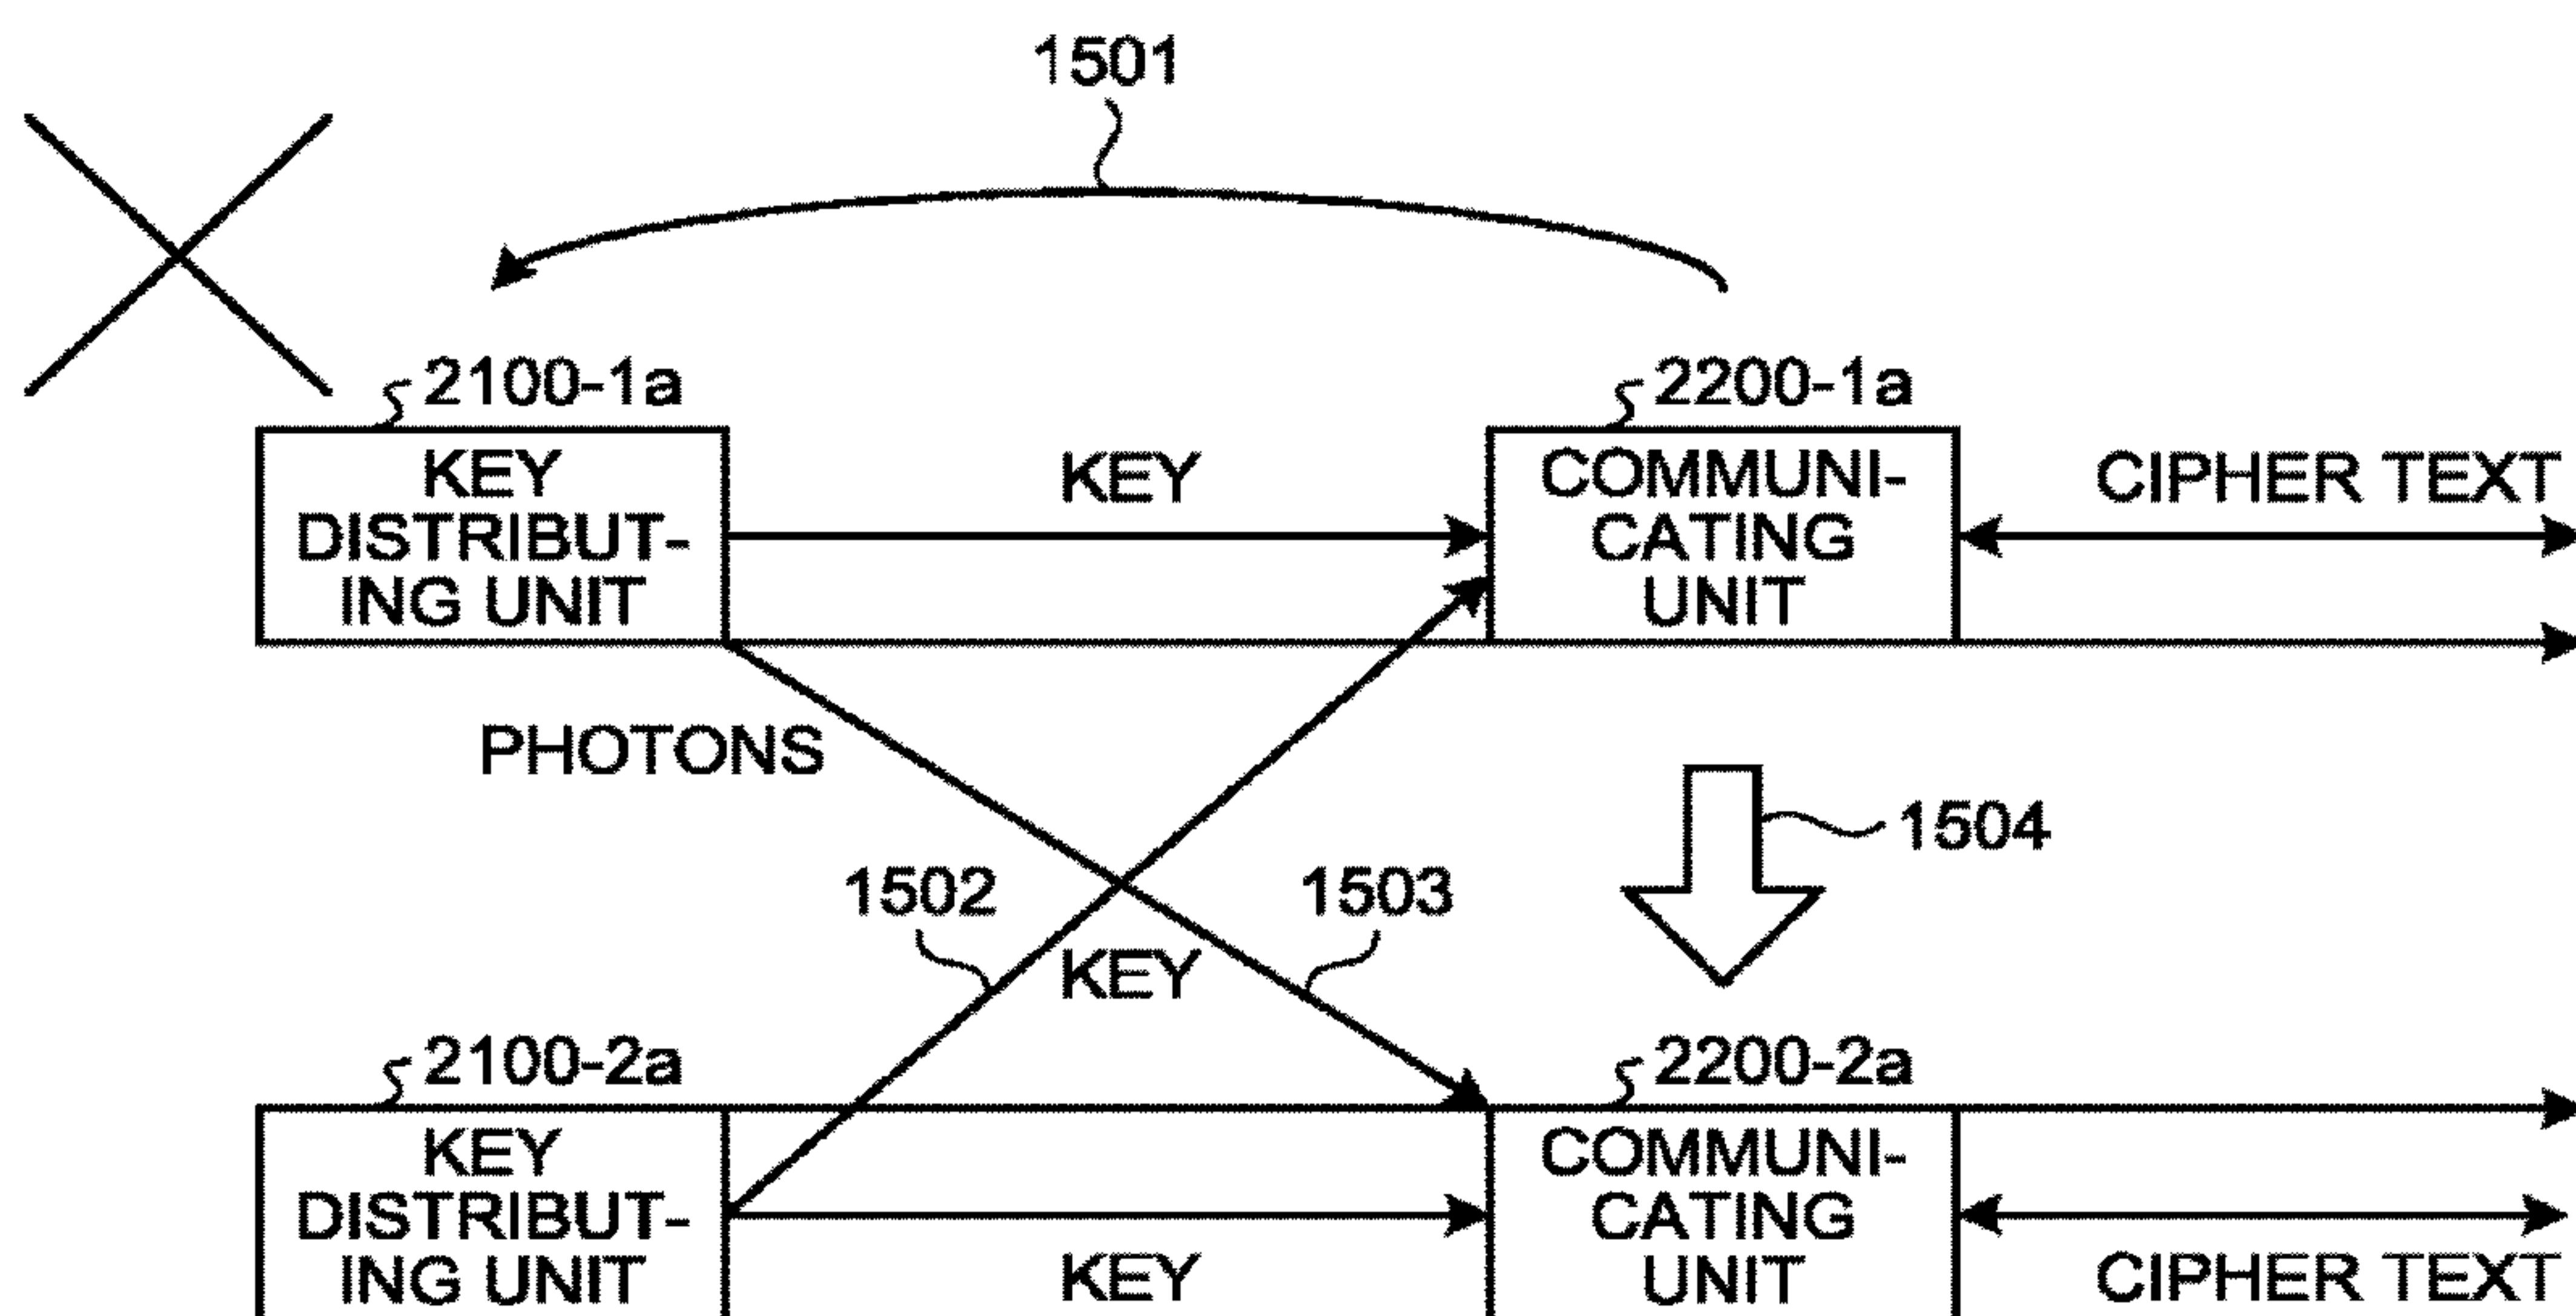 1501
2100-1a
2200-1a
KEY
DISTRIBUT-
ING UNIT
KEY
COMMUNI-
CATING
UNIT
CIPHER TEXT
PHOTONS
1504
1502
1503
KEY
2100-2a
2200-2a
KEY
DISTRIBUT-
ING UNIT
KEY
COMMUNI-
CATING
UNIT
CIPHER TEXT